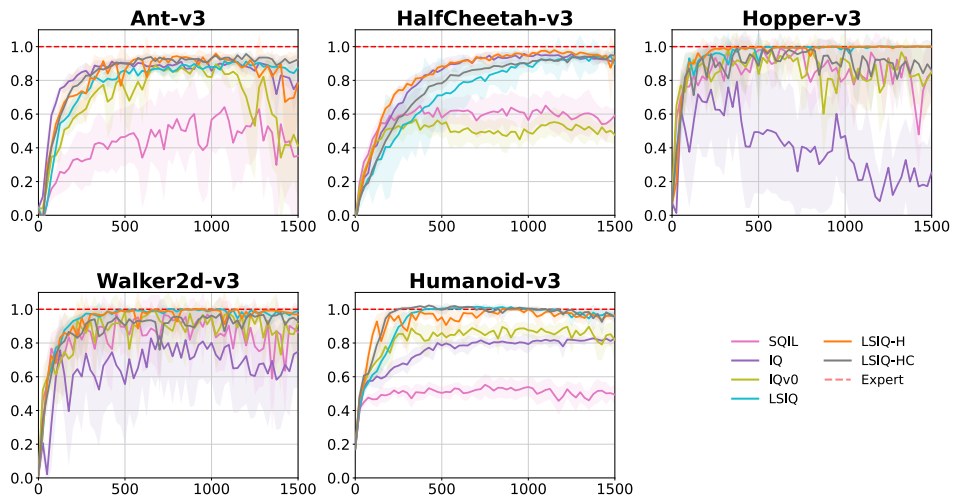 Ant-v3 HalfCheetah-v3 Hopper-v3
1.0 1.0 1.0
0.8 0.8 0.8
0.6 0.6 0.6
0.4 0.4 0.4
0.2 0.2 0.2
0.0 0.0 0.0
0 500 1000 1500 0 500 1000 1500 0 500 1000 1500
Walker2d-v3 Humanoid-v3
1.0 1.0
0.8 0.8
0.6 0.6
0.4 0.4
0.2 0.2
0.0 0.0
0 500 1000 1500 0 500 1000 1500
SQIL LSIQ-H
IQ LSIQ-HC
IQv0 Expert
LSIQ